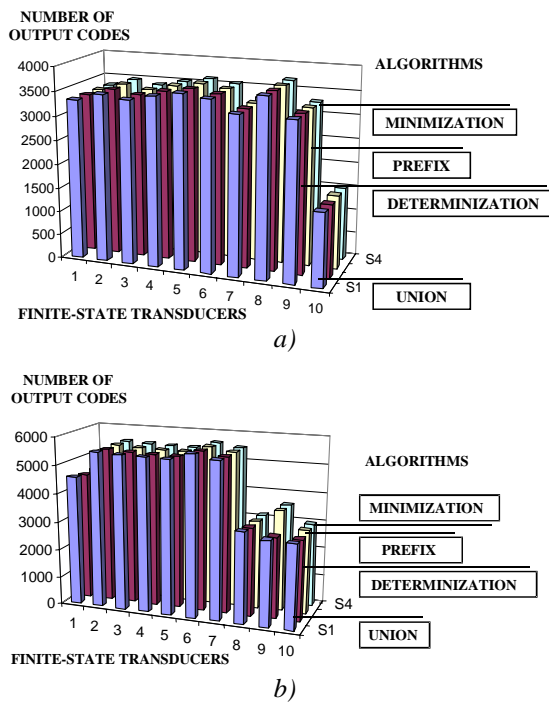 NUMBER OF
OUTPUT CODES
4000
3500
3000
2500
2000
1500
1000
500
0
1 2 3 4 5 6 7 8 9 10
S1
S4
FINITE-STATE TRANSDUCERS
ALGORITHMS
MINIMIZATION
PREFIX
DETERMINIZATION
UNION
a)
NUMBER OF
OUTPUT CODES
6000
5000
4000
3000
2000
1000
0
1 2 3 4 5 6 7 8 9 10
S1
S4
FINITE-STATE TRANSDUCERS
ALGORITHMS
MINIMIZATION
PREFIX
DETERMINIZATION
UNION
b)